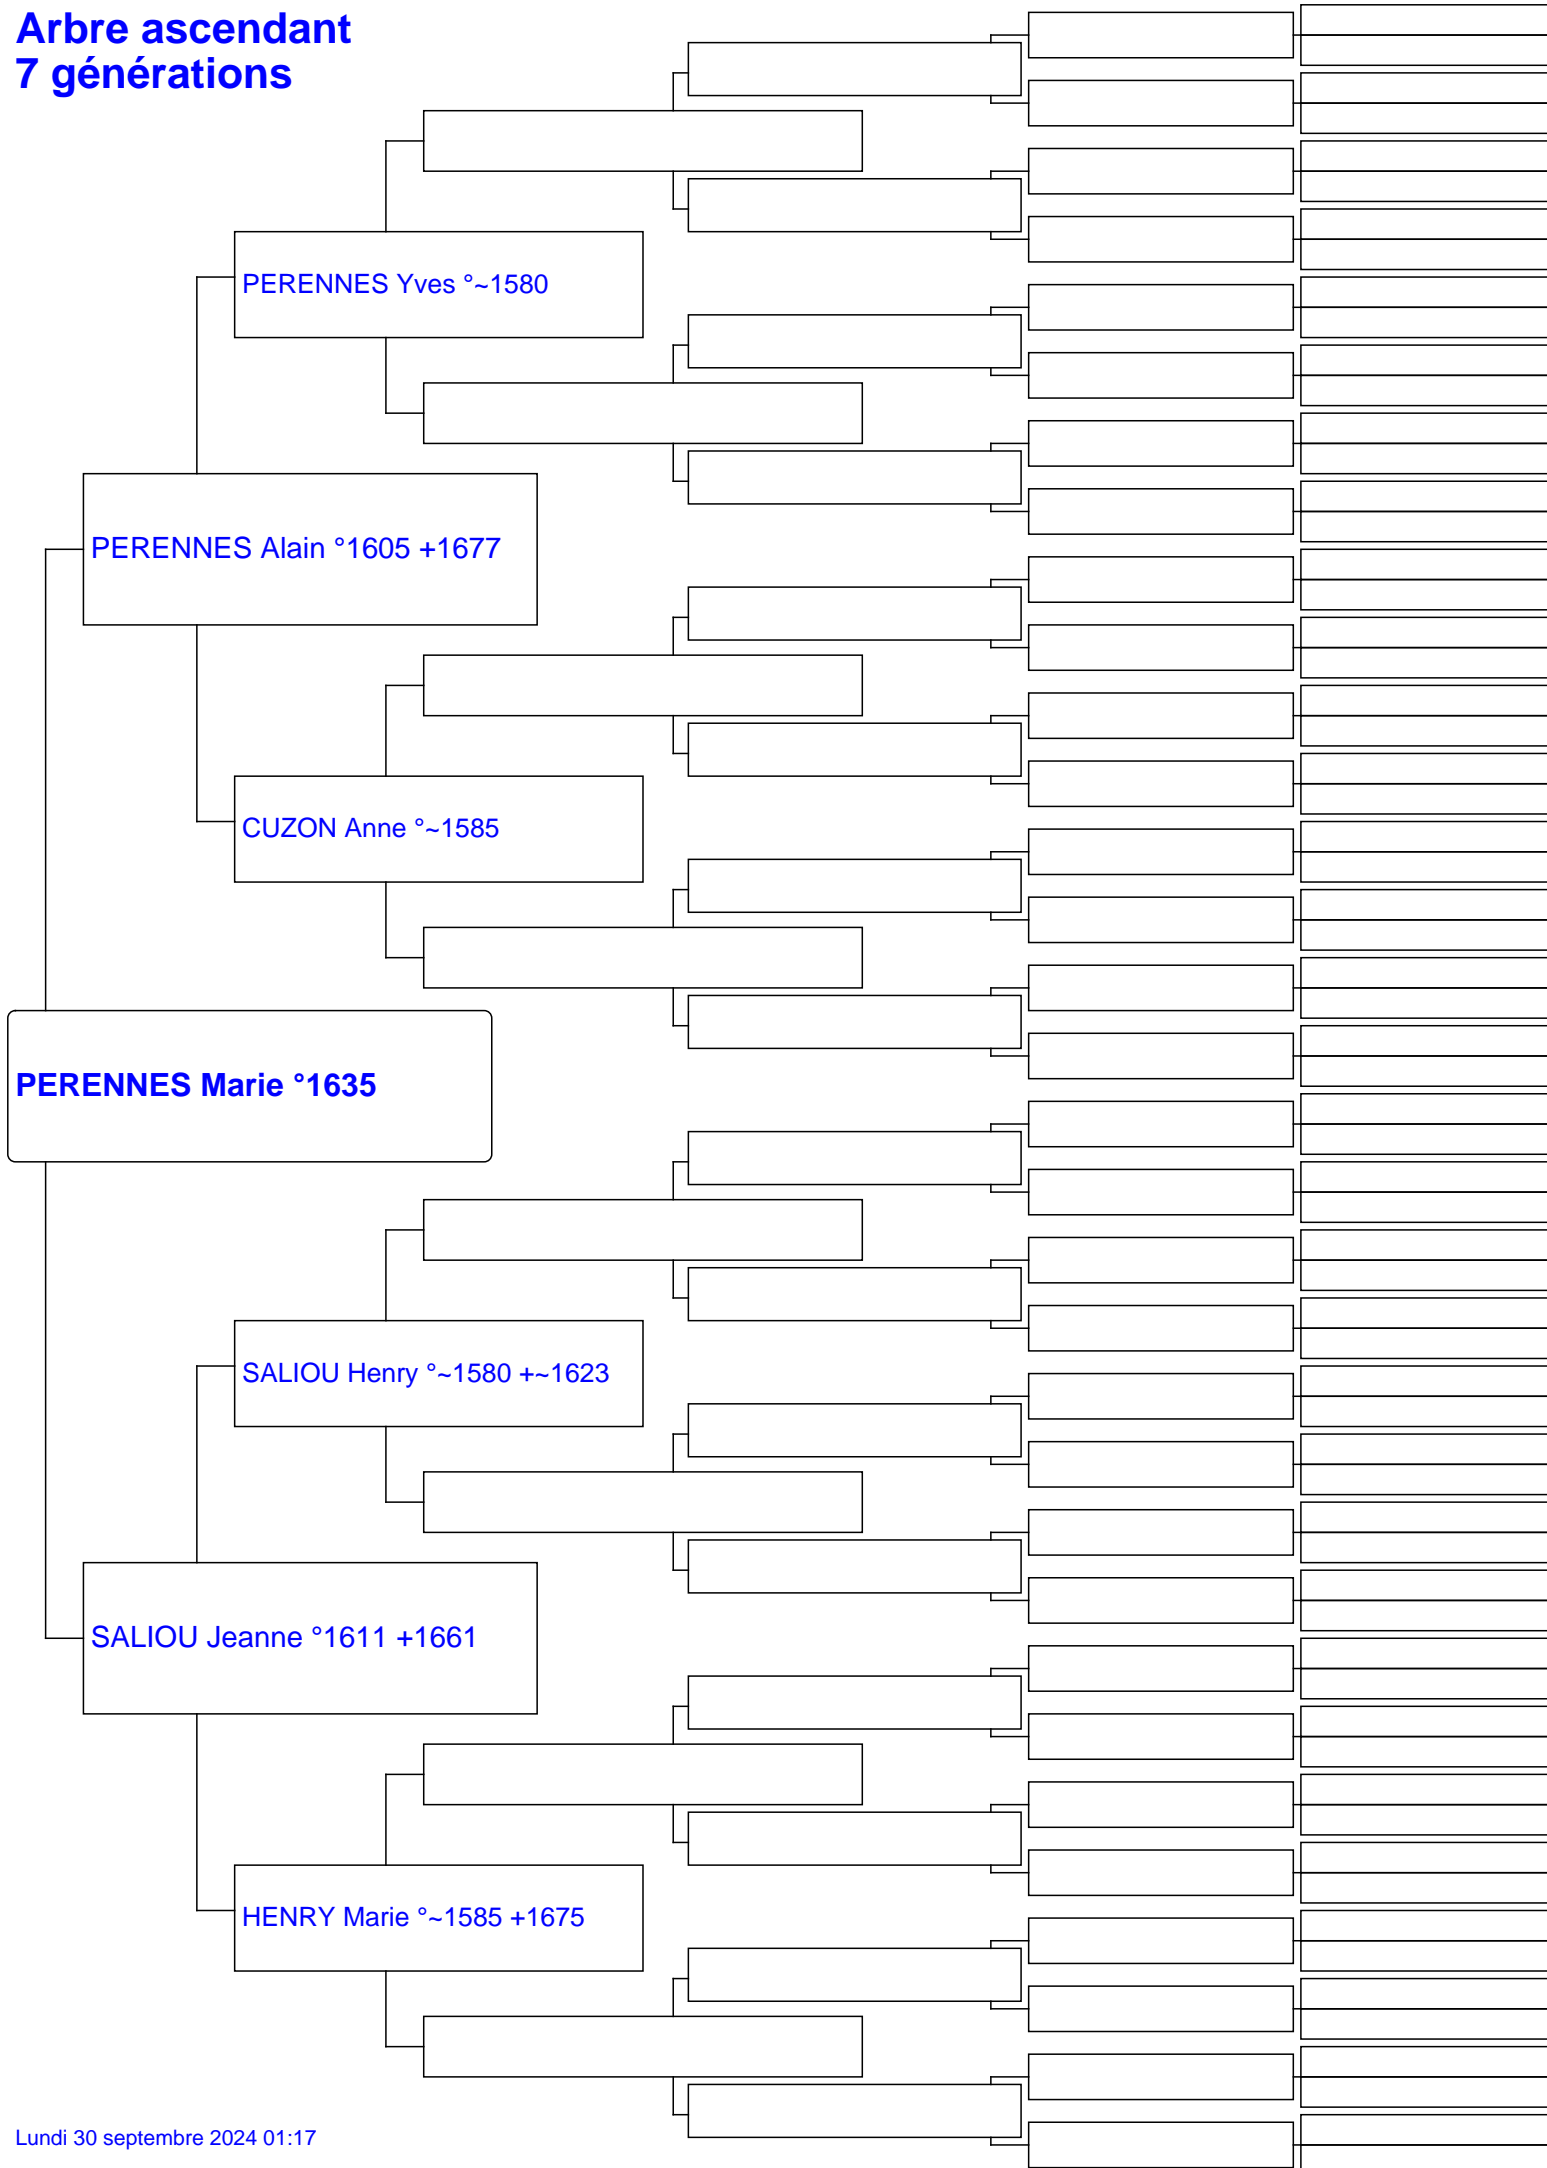 Arbre ascendant
7 générations
PERENNES Yves °~1580
PERENNES Alain °1605 +1677
CUZON Anne °~1585
PERENNES Marie °1635
SALIOU Henry °~1580 +~1623
SALIOU Jeanne °1611 +1661
HENRY Marie °~1585 +1675
Lundi 30 septembre 2024 01:17